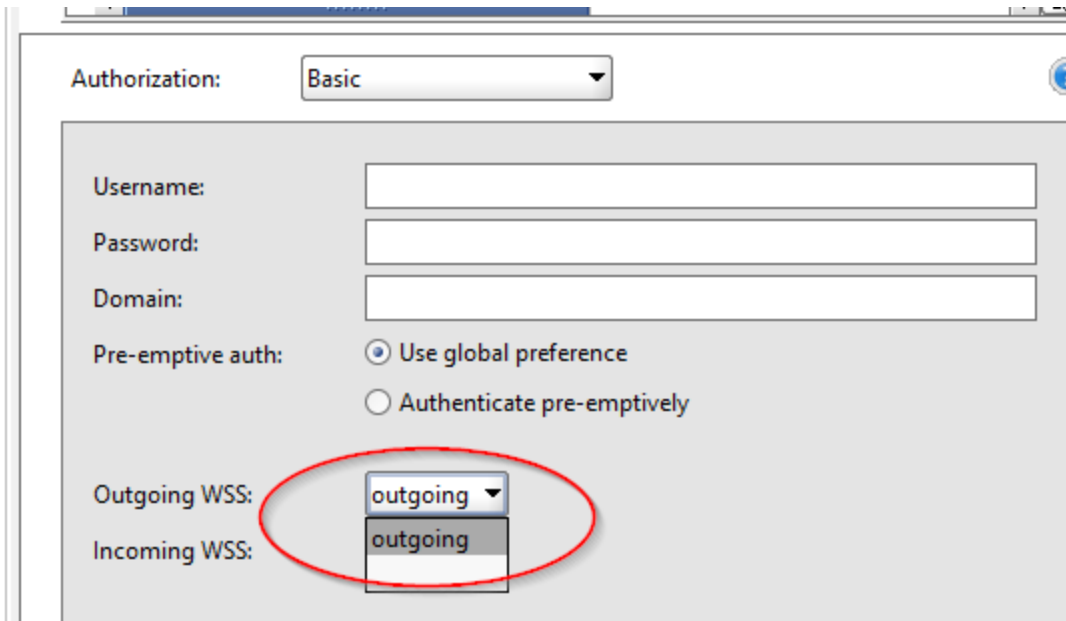 Authorization: Basic
Username:
Password:
Domain:
Pre-emptive auth: Use global preference
Authenticate pre-emptively
Outgoing WSS: outgoing
outgoing
Incoming WSS: